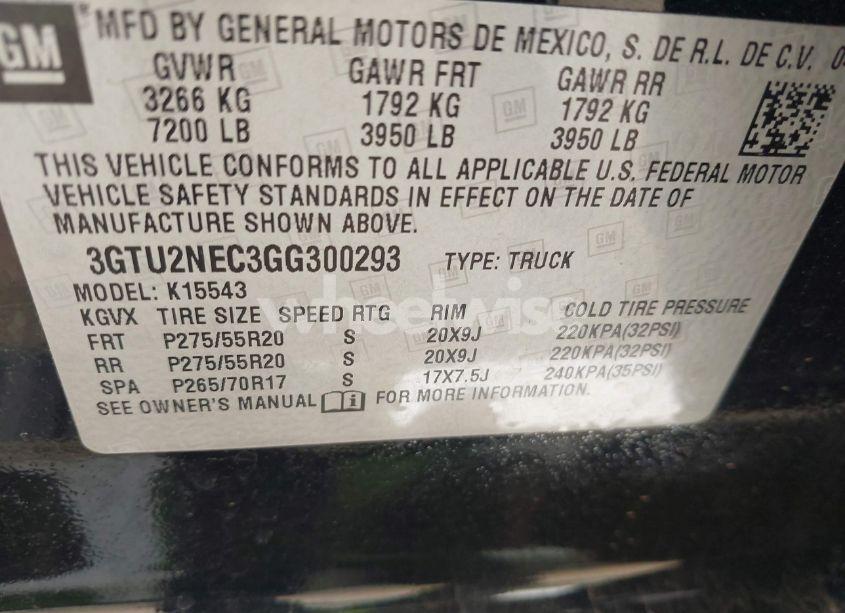 GM
MFD BY GENERAL MOTORS DE MEXICO, S. DE R.L. DE C.V.
GVWR GAWR FRT GAWR RR
3266 KG 1792 KG 1792 KG
7200 LB 3950 LB 3950 LB
THIS VEHICLE CONFORMS TO ALL APPLICABLE U.S. FEDERAL MOTOR
VEHICLE SAFETY STANDARDS IN EFFECT ON THE DATE OF
MANUFACTURE SHOWN ABOVE.
3GTU2NEC3GG300293 TYPE: TRUCK
MODEL: K15543
KGVX TIRE SIZE SPEED RTG RIM COLD TIRE PRESSURE
FRT P275/55R20 S 20X9J 220KPA(32PSI)
RR P275/55R20 S 20X9J 220KPA(32PSI)
SPA P265/70R17 S 17X7.5J 240KPA(35PSI)
SEE OWNER'S MANUAL FOR MORE INFORMATION.